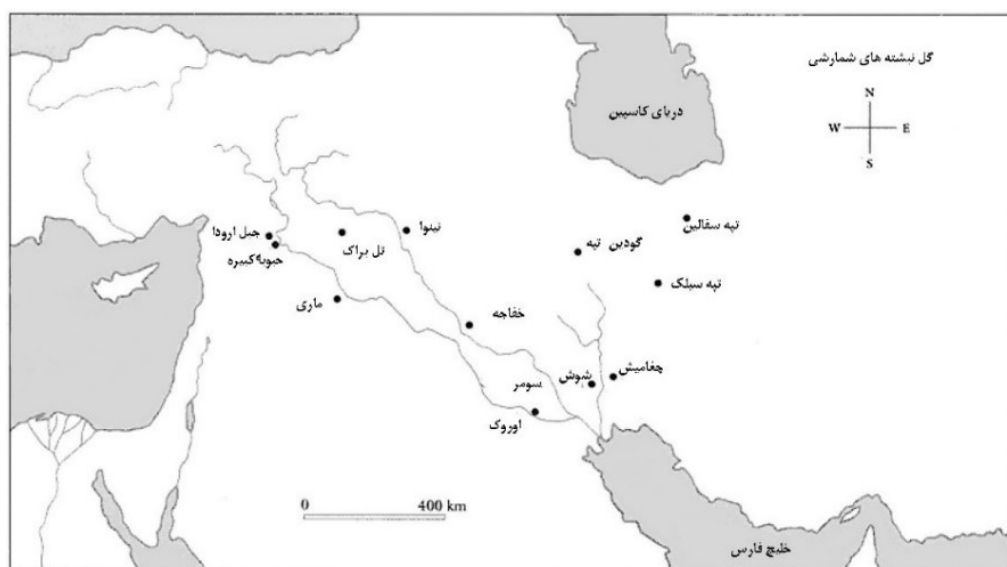 گل نبشته های شمارشی
N
W E
S
دریای کاسپین
تپه سفالین
گودین تپه
تپه سیلک
نینوا
تل براک
جبل ارودا
حبوبه کبیره
ماری
خفاجه
چغامیش
شوش
سومر
اوروک
0 400 km
خلیج فارس